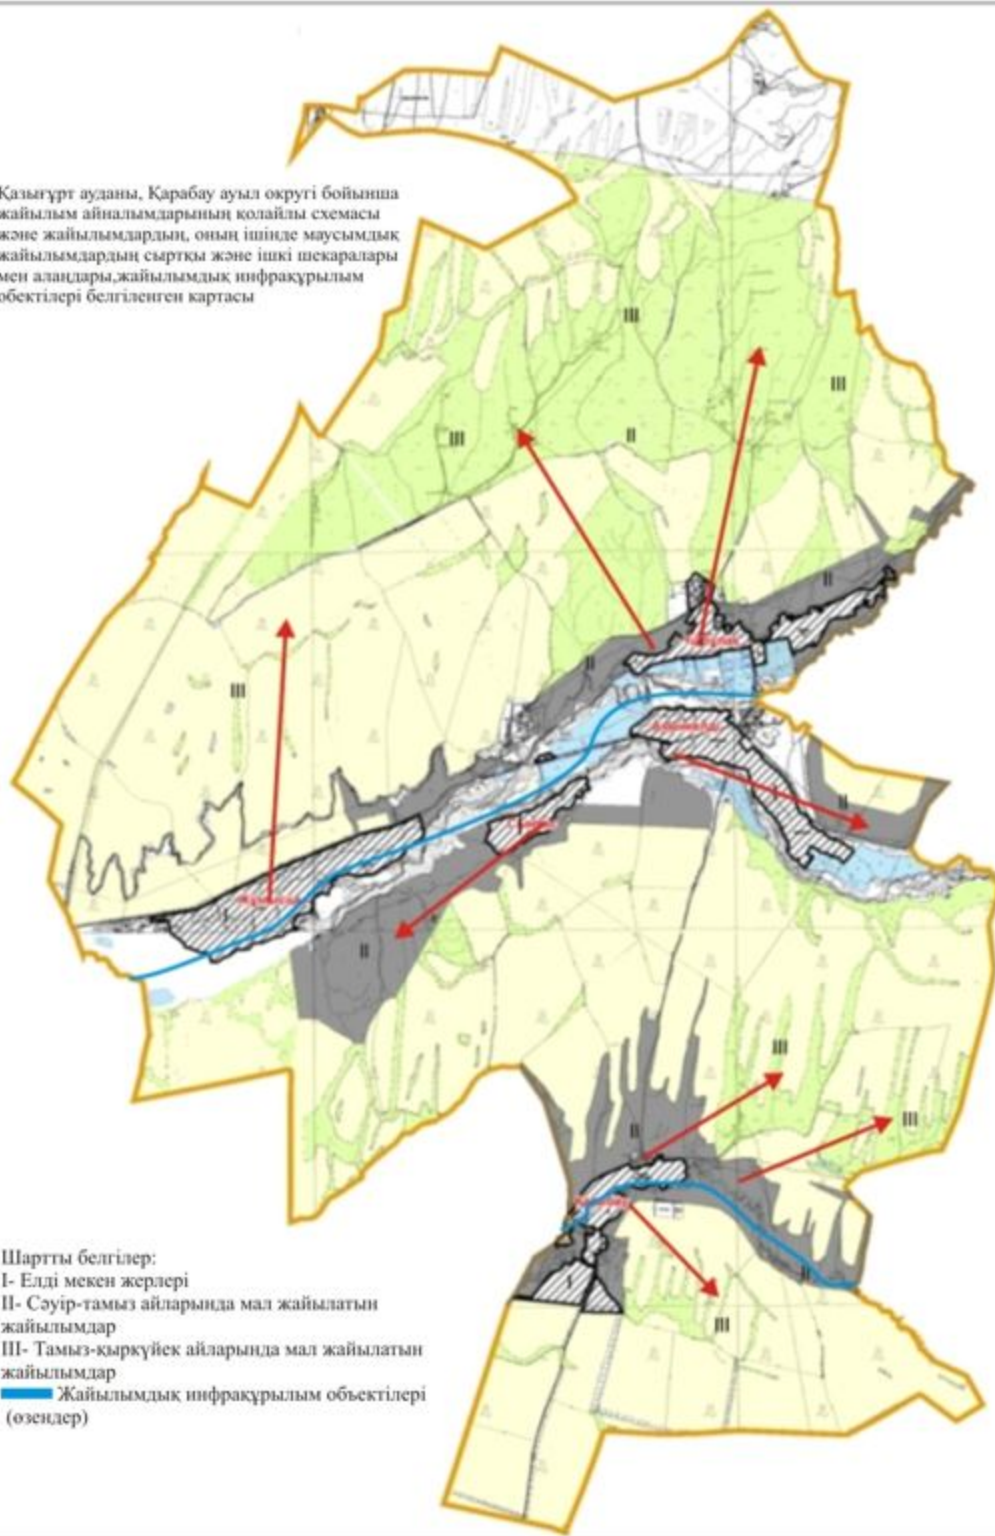 Қазығұрт ауданы, Қарабау ауыл округі бойынша
жайылым айналымдарының қолайлы схемасы
және жайылымдардың, оның ішінде маусымдық
жайылымдардың сыртқы және ішкі шекаралары
мен алаңдары,жайылымдық инфрақұрылым
обектілері белгіленген картасы
III
III
III
II
II
II
III
II
I
I
I
II
II
III
III
II
II
I
III
Шартты белгілер:
I- Елді мекен жерлері
II- Сәуір-тамыз айларында мал жайылатын
жайылымдар
III- Тамыз-қыркүйек айларында мал жайылатын
жайылымдар
Жайылымдық инфрақұрылым объектілері
(өзендер)